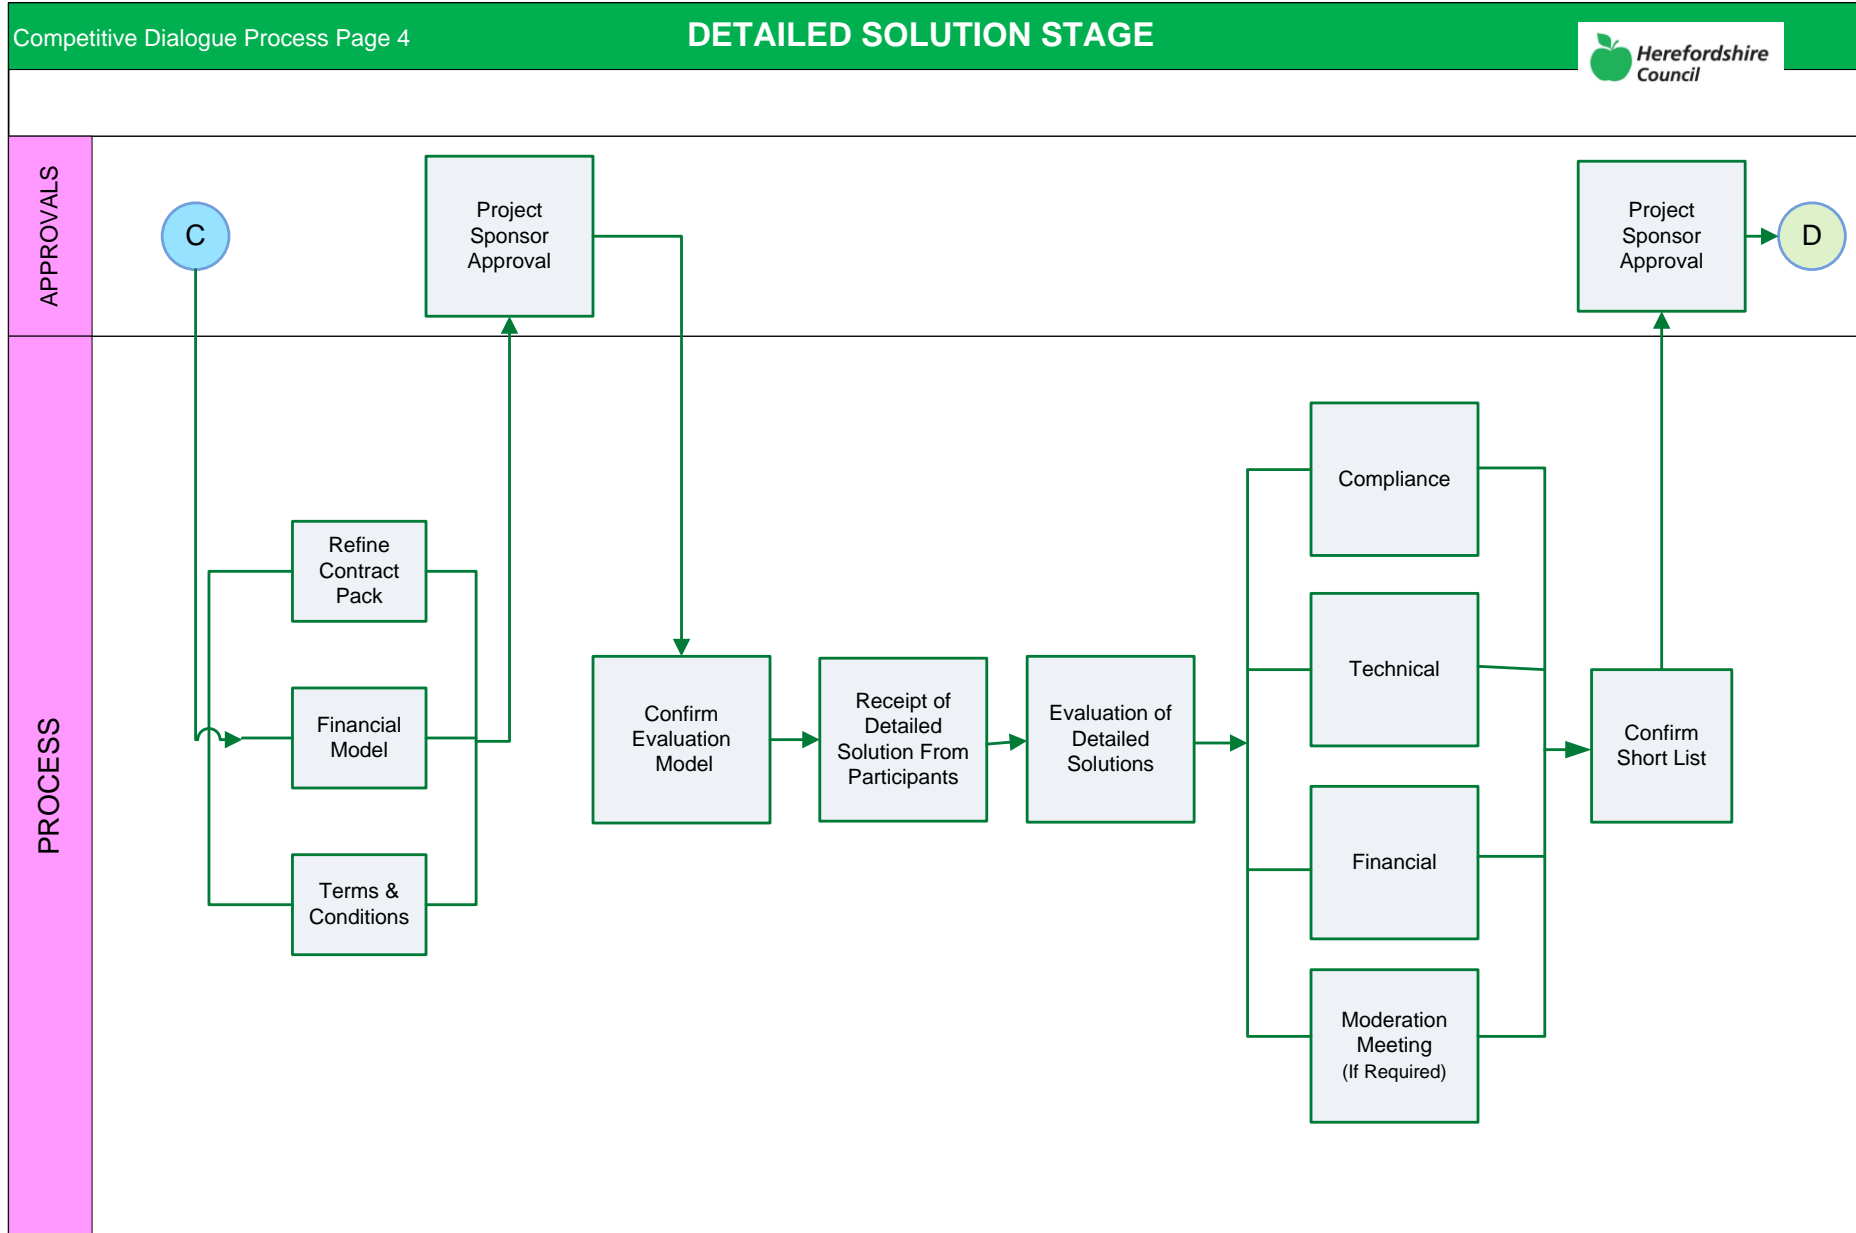 Competitive Dialogue Process Page 4
DETAILED SOLUTION STAGE
Herefordshire
Council
APPROVALS
C
Project
Sponsor
Approval
Project
Sponsor
Approval
D
PROCESS
Refine
Contract
Pack
Financial
Model
Terms &
Conditions
Confirm
Evaluation
Model
Receipt of
Detailed
Solution From
Participants
Evaluation of
Detailed
Solutions
Compliance
Technical
Financial
Moderation
Meeting
(If Required)
Confirm
Short List